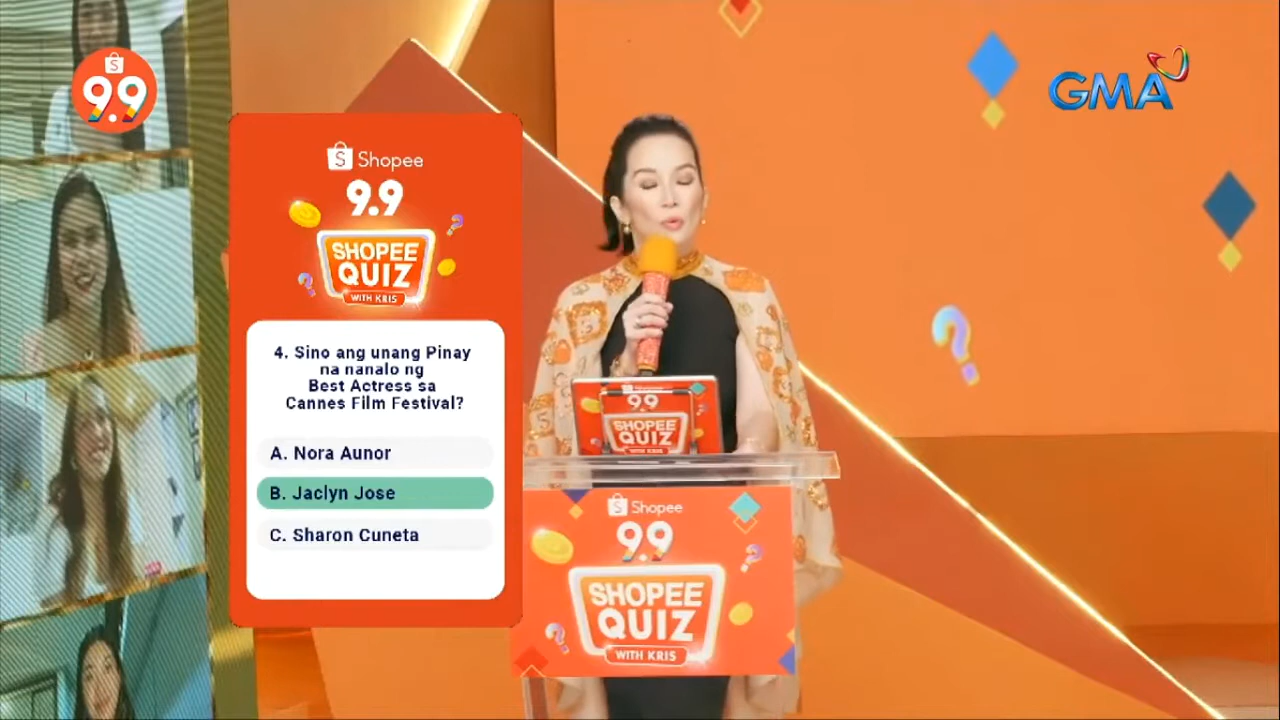 9.9
GMA
Shopee
9.9
SHOPEE
QUIZ
WITH KRIS
4. Sino ang unang Pinay
na nanalo ng
Best Actress sa
Cannes Film Festival?
A. Nora Aunor
B. Jaclyn Jose
C. Sharon Cuneta
9.9
SHOPEE
QUIZ
WITH KRIS
Shopee
9.9
SHOPEE
QUIZ
WITH KRIS